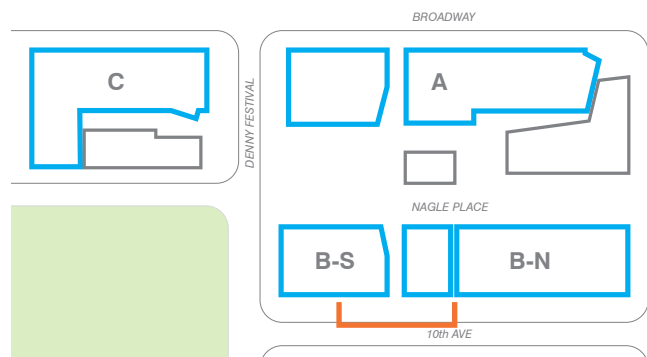 BROADWAY
C
A
DENNY FESTIVAL
NAGLE PLACE
B-S
B-N
10th AVE